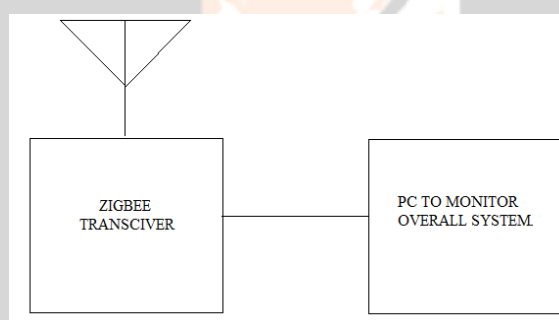 ZIGBEE
TRANSCIVER
PC TO MONITOR
OVERALL SYSTEM.